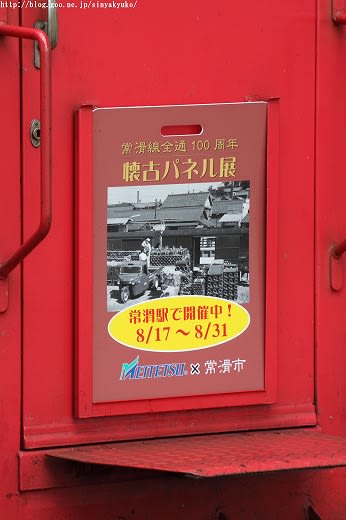 http://blog.goo.ne.jp/sinyakyuko/
常滑線全通100周年
懐古パネル展
常滑駅で開催中！
8/17～8/31
MEITETSU × 常滑市